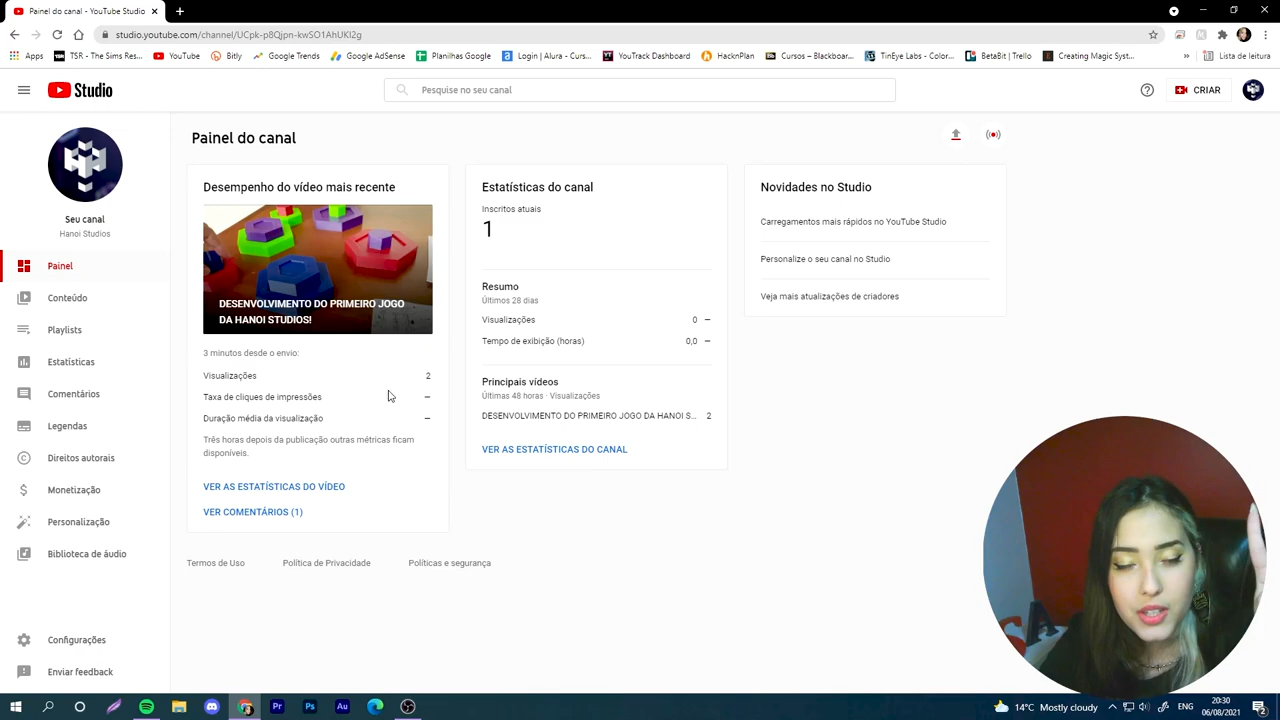 Painel do canal - YouTube Studio
studio.youtube.com/channel/UCpk-p8Qjpn-kwSO1AhUKl2g
Apps
TSR - The Sims Res...
YouTube
Bitly
Google Trends
Google AdSense
Planilhas Google
Login | Alura - Curs...
YouTrack Dashboard
HacknPlan
Cursos – Blackboar...
TinEye Labs - Color...
BetaBit | Trello
Creating Magic Syst...
»
Lista de leitura
Studio
Pesquise no seu canal
CRIAR
Seu canal
Hanoi Studios
Painel
Conteúdo
Playlists
Estatísticas
Comentários
Legendas
Direitos autorais
Monetização
Personalização
Biblioteca de áudio
Configurações
Enviar feedback
Painel do canal
Desempenho do vídeo mais recente
DESENVOLVIMENTO DO PRIMEIRO JOGO
DA HANOI STUDIOS!
3 minutos desde o envio:
Visualizações 2
Taxa de cliques de impressões –
Duração média da visualização –
Três horas depois da publicação outras métricas ficam
disponíveis.
VER AS ESTATÍSTICAS DO VÍDEO
VER COMENTÁRIOS (1)
Estatísticas do canal
Inscritos atuais
1
Resumo
Últimos 28 dias
Visualizações 0 —
Tempo de exibição (horas) 0,0 —
Principais vídeos
Últimas 48 horas · Visualizações
DESENVOLVIMENTO DO PRIMEIRO JOGO DA HANOI S... 2
VER AS ESTATÍSTICAS DO CANAL
Novidades no Studio
Carregamentos mais rápidos no YouTube Studio
Personalize o seu canal no Studio
Veja mais atualizações de criadores
Termos de Uso
Política de Privacidade
Políticas e segurança
Pr
Ps
Au
14°C Mostly cloudy
ENG
20:30
06/08/2021
2